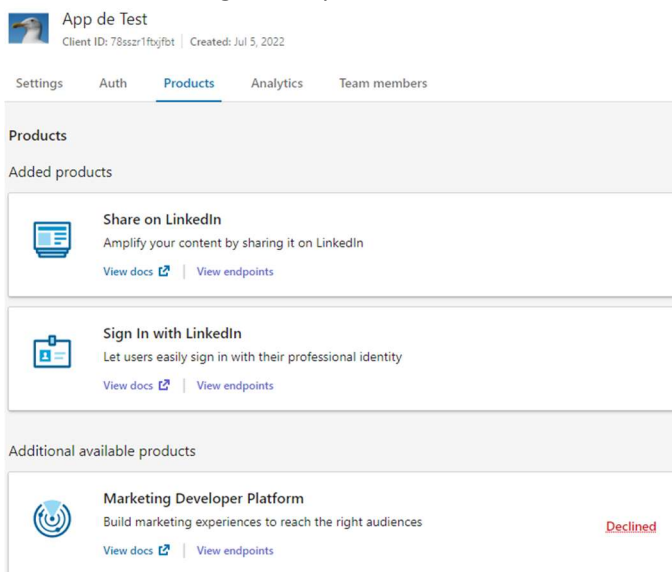 App de Test
Client ID: 78sszr1ftxjfbt | Created: Jul 5, 2022
Settings Auth Products Analytics Team members
Products
Added products
Share on LinkedIn
Amplify your content by sharing it on LinkedIn
View docs | View endpoints
Sign In with LinkedIn
Let users easily sign in with their professional identity
View docs | View endpoints
Additional available products
Marketing Developer Platform
Build marketing experiences to reach the right audiences
Declined
View docs | View endpoints